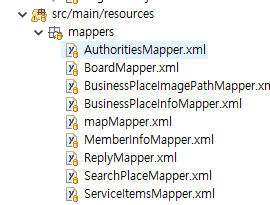 src/main/resources
mappers
AuthoritiesMapper.xml
BoardMapper.xml
BusinessPlaceImagePathMapper.xml
BusinessPlaceInfoMapper.xml
mapMapper.xml
MemberInfoMapper.xml
ReplyMapper.xml
SearchPlaceMapper.xml
ServiceItemsMapper.xml